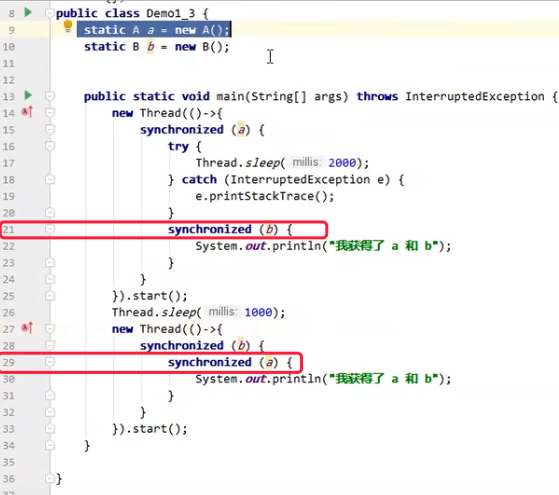 8 public class Demo1_3 {
9 static A a = new A();
10 static B b = new B();
11
12
13 public static void main(String[] args) throws InterruptedException {
14 new Thread(()->{
15 synchronized (a) {
16 try {
17 Thread.sleep( millis: 2000);
18 } catch (InterruptedException e) {
19 e.printStackTrace();
20 }
21 synchronized (b) {
22 System.out.println("我获得了 a 和 b");
23 }
24 }
25 }).start();
26 Thread.sleep( millis: 1000);
27 new Thread(()->{
28 synchronized (b) {
29 synchronized (a) {
30 System.out.println("我获得了 a 和 b");
31 }
32 }
33 }).start();
34 }
35
36 }